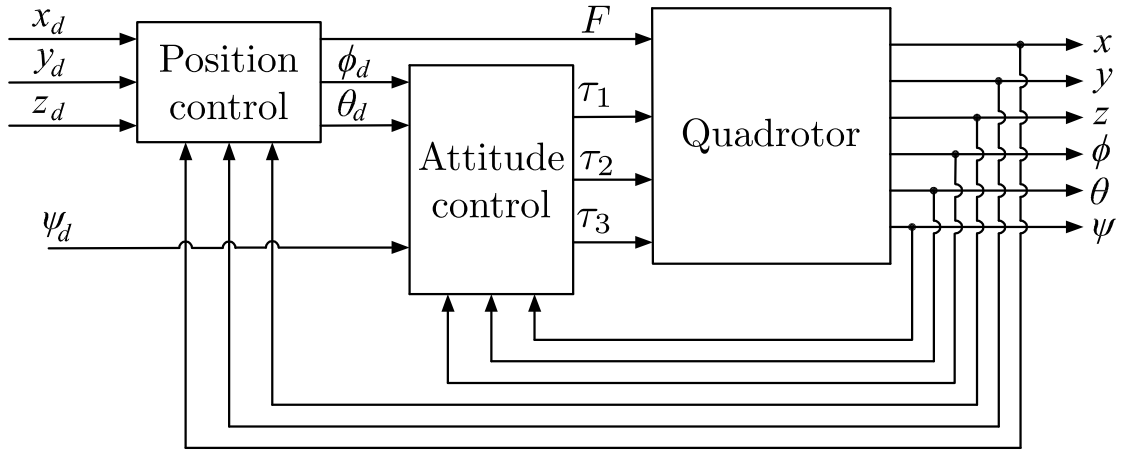 x_d
y_d
z_d
ψ_d
Position
control
F
ϕ_d
θ_d
Attitude
control
τ_1
τ_2
τ_3
Quadrotor
x
y
z
ϕ
θ
ψ